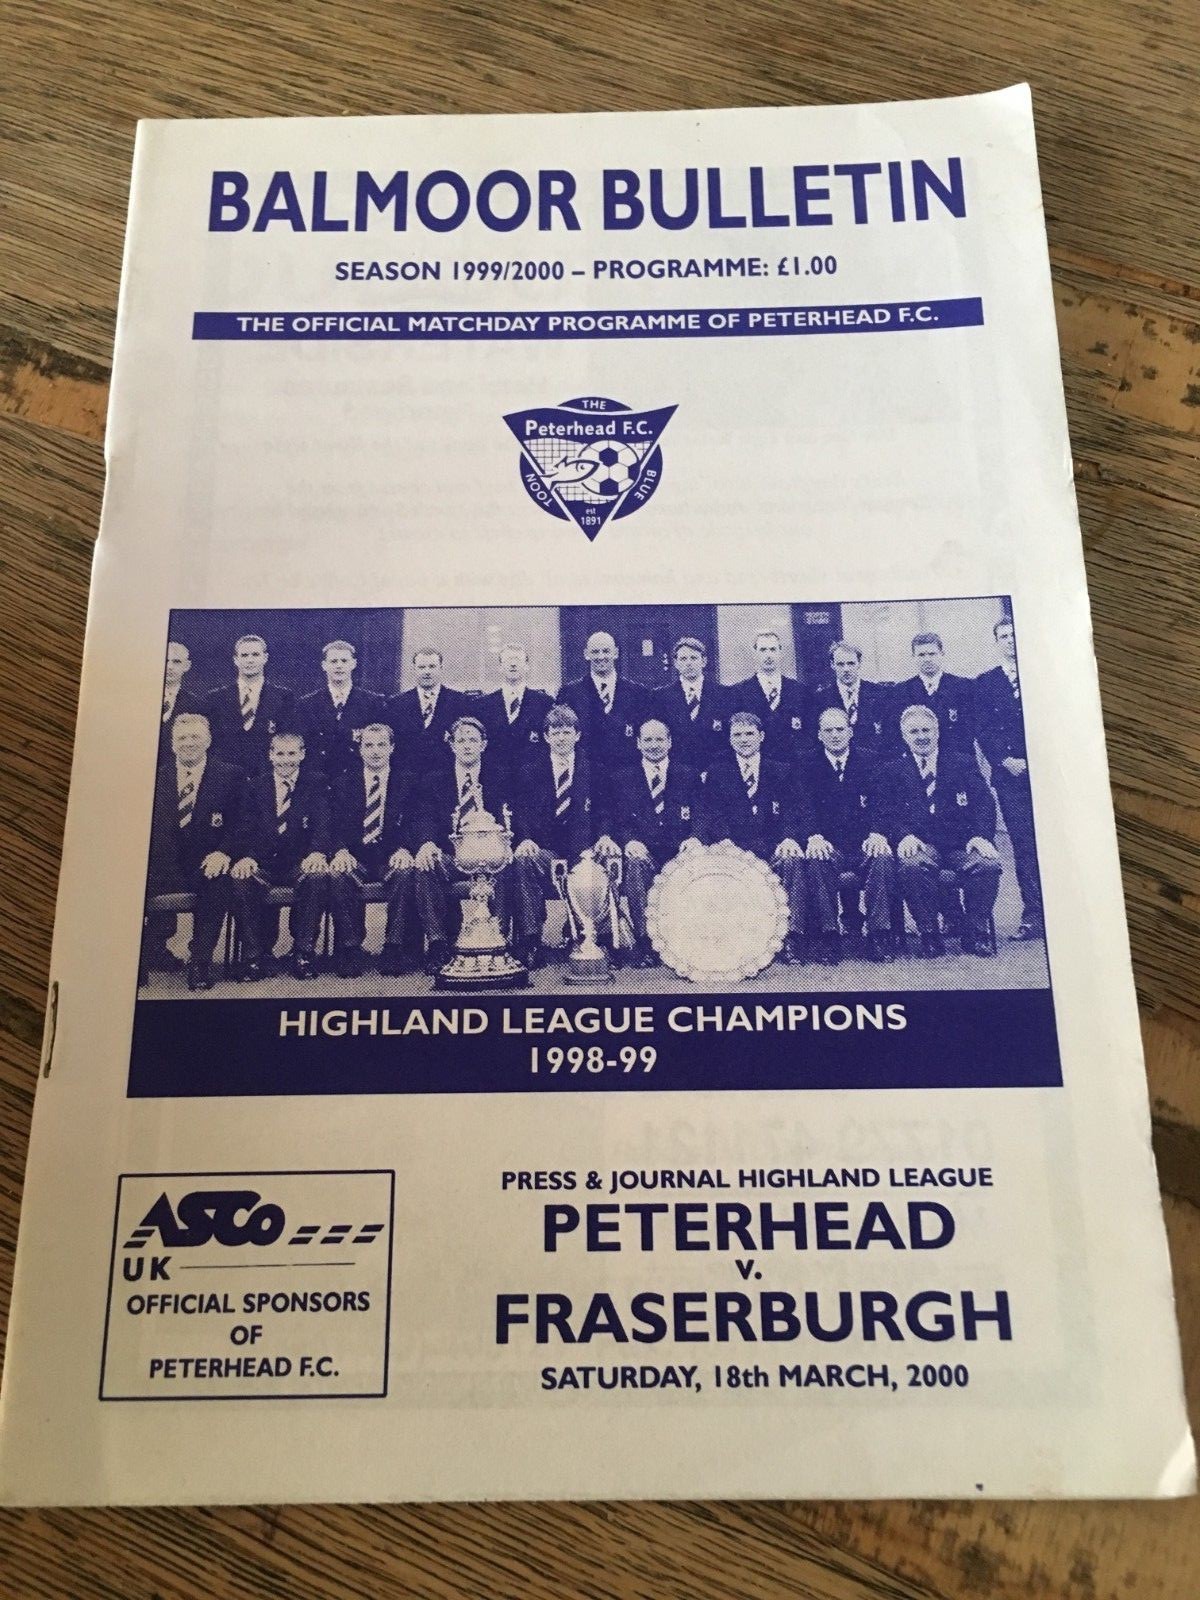 BALMOOR BULLETIN
SEASON 1999/2000 – PROGRAMME: £1.00
THE OFFICIAL MATCHDAY PROGRAMME OF PETERHEAD F.C.
THE
Peterhead F.C.
TOON
BLUE
est
1891
HIGHLAND LEAGUE CHAMPIONS
1998-99
ASCo
UK
OFFICIAL SPONSORS
OF
PETERHEAD F.C.
PRESS & JOURNAL HIGHLAND LEAGUE
PETERHEAD
v.
FRASERBURGH
SATURDAY, 18th MARCH, 2000